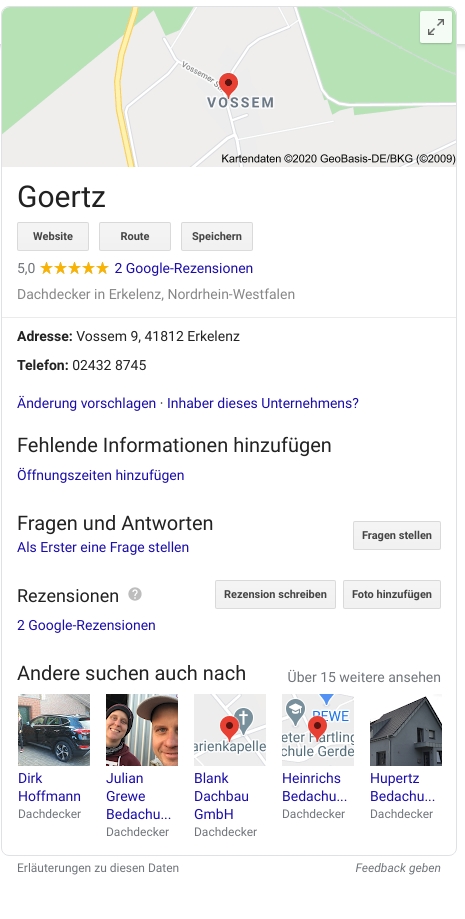 Vossemer S
VOSSEM
Kartendaten ©2020 GeoBasis-DE/BKG (©2009)
Goertz
Website Route Speichern
5,0 ★★★★★ 2 Google-Rezensionen
Dachdecker in Erkelenz, Nordrhein-Westfalen
Adresse: Vossem 9, 41812 Erkelenz
Telefon: 02432 8745
Änderung vorschlagen · Inhaber dieses Unternehmens?
Fehlende Informationen hinzufügen
Öffnungszeiten hinzufügen
Fragen und Antworten
Fragen stellen
Als Erster eine Frage stellen
Rezensionen ? Rezension schreiben Foto hinzufügen
2 Google-Rezensionen
Andere suchen auch nach Über 15 weitere ansehen
arienkapelle
REWE
eter Härtling
chule Gerde
Dirk
Hoffmann
Dachdecker
Julian
Grewe
Bedachu...
Dachdecker
Blank
Dachbau
GmbH
Dachdecker
Heinrichs
Bedachu...
Dachdecker
Hupertz
Bedachu...
Dachdecker
Erläuterungen zu diesen Daten Feedback geben